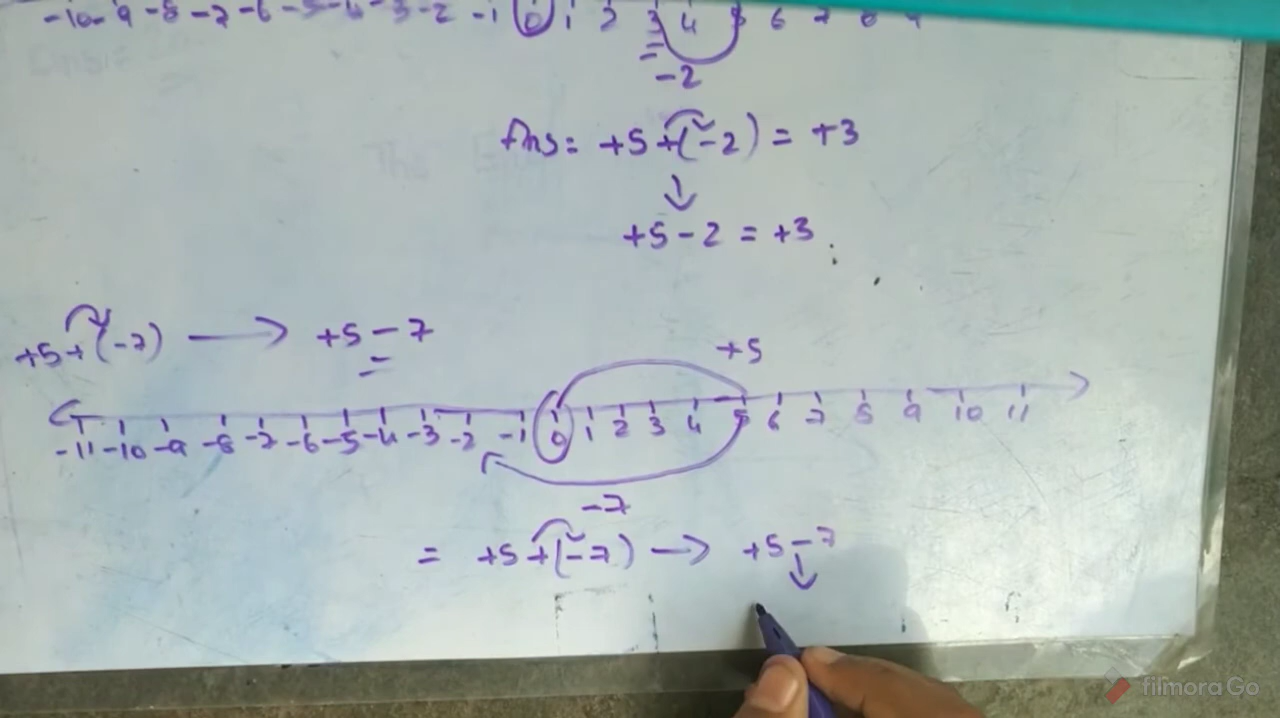 -10 -9 -8 -7 -6 -5 -4 -3 -2 -1 0 1 2 3 4 5 6 7 8 9
-2
Ans = +5+(-2) = +3
+5-2 = +3
+5+(-7) → +5-7
+5
-11 -10 -9 -8 -7 -6 -5 -4 -3 -2 -1 0 1 2 3 4 5 6 7 8 9 10 11
-7
= +5+(-7) → +5-7
filmoraGo